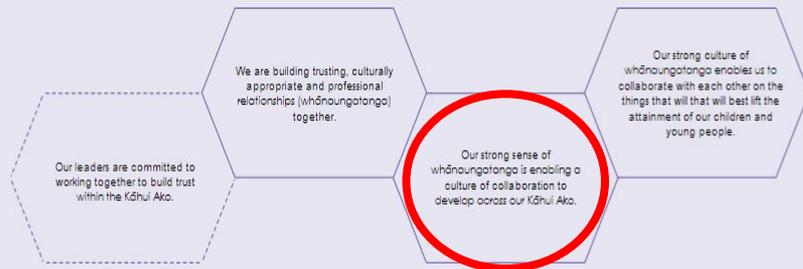 Our leaders are committed to
working together to build trust
within the Kāhui Ako.
We are building trusting, culturally
appropriate and professional
relationships (whānaungatanga)
together.
Our strong sense of
whānaungatanga is enabling a
culture of collaboration to
develop across our Kāhui Ako.
Our strong culture of
whānaungatanga enables us to
collaborate with each other on the
things that will that will best lift the
attainment of our children and
young people.